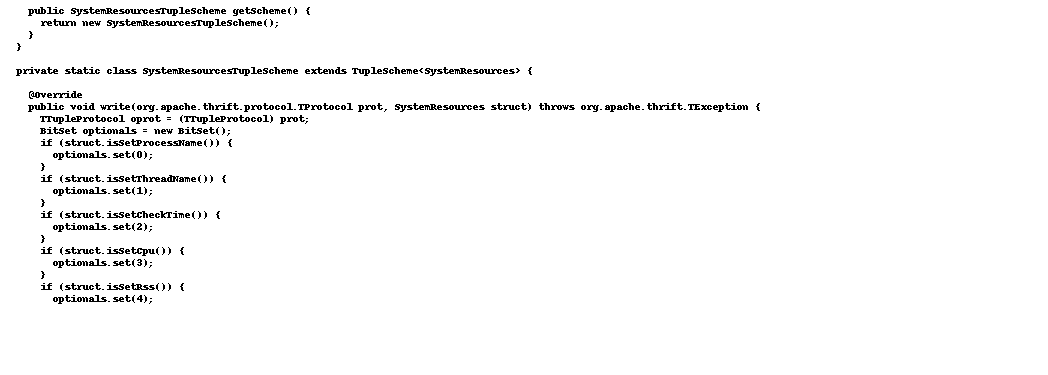 public SystemResourcesTupleScheme getScheme() {
return new SystemResourcesTupleScheme();
}
}
private static class SystemResourcesTupleScheme extends TupleScheme<SystemResources> {
@Override
public void write(org.apache.thrift.protocol.TProtocol prot, SystemResources struct) throws org.apache.thrift.TException {
TTupleProtocol oprot = (TTupleProtocol) prot;
BitSet optionals = new BitSet();
if (struct.isSetProcessName()) {
optionals.set(0);
}
if (struct.isSetThreadName()) {
optionals.set(1);
}
if (struct.isSetCheckTime()) {
optionals.set(2);
}
if (struct.isSetCpu()) {
optionals.set(3);
}
if (struct.isSetRss()) {
optionals.set(4);